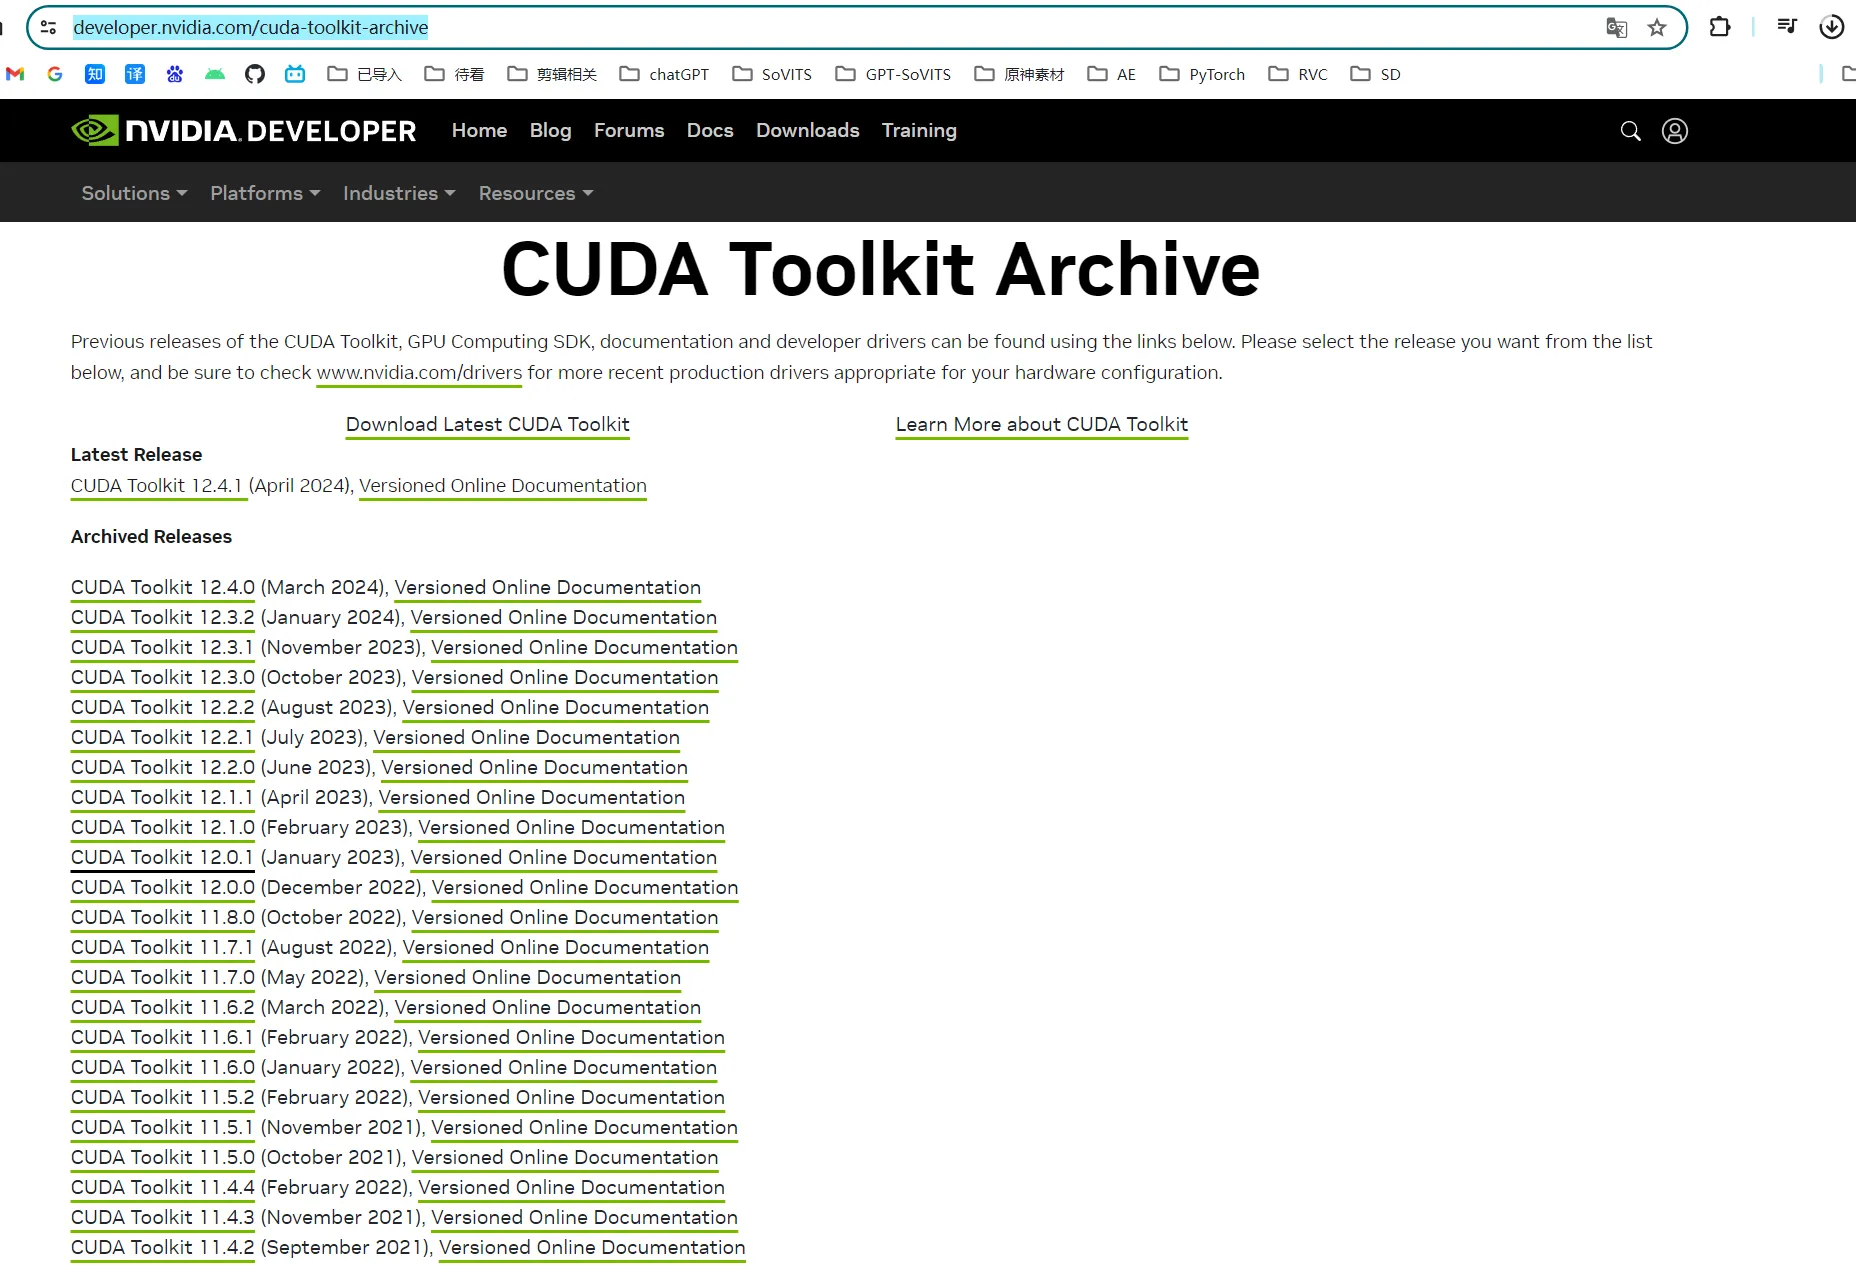 developer.nvidia.com/cuda-toolkit-archive
知 译 已导入 待看 剪辑相关 chatGPT SoVITS GPT-SoVITS 原神素材 AE PyTorch RVC SD
NVIDIA. DEVELOPER Home Blog Forums Docs Downloads Training
Solutions Platforms Industries Resources
CUDA Toolkit Archive
Previous releases of the CUDA Toolkit, GPU Computing SDK, documentation and developer drivers can be found using the links below. Please select the release you want from the list
below, and be sure to check www.nvidia.com/drivers for more recent production drivers appropriate for your hardware configuration.
Download Latest CUDA Toolkit Learn More about CUDA Toolkit
Latest Release
CUDA Toolkit 12.4.1 (April 2024), Versioned Online Documentation
Archived Releases
CUDA Toolkit 12.4.0 (March 2024), Versioned Online Documentation
CUDA Toolkit 12.3.2 (January 2024), Versioned Online Documentation
CUDA Toolkit 12.3.1 (November 2023), Versioned Online Documentation
CUDA Toolkit 12.3.0 (October 2023), Versioned Online Documentation
CUDA Toolkit 12.2.2 (August 2023), Versioned Online Documentation
CUDA Toolkit 12.2.1 (July 2023), Versioned Online Documentation
CUDA Toolkit 12.2.0 (June 2023), Versioned Online Documentation
CUDA Toolkit 12.1.1 (April 2023), Versioned Online Documentation
CUDA Toolkit 12.1.0 (February 2023), Versioned Online Documentation
CUDA Toolkit 12.0.1 (January 2023), Versioned Online Documentation
CUDA Toolkit 12.0.0 (December 2022), Versioned Online Documentation
CUDA Toolkit 11.8.0 (October 2022), Versioned Online Documentation
CUDA Toolkit 11.7.1 (August 2022), Versioned Online Documentation
CUDA Toolkit 11.7.0 (May 2022), Versioned Online Documentation
CUDA Toolkit 11.6.2 (March 2022), Versioned Online Documentation
CUDA Toolkit 11.6.1 (February 2022), Versioned Online Documentation
CUDA Toolkit 11.6.0 (January 2022), Versioned Online Documentation
CUDA Toolkit 11.5.2 (February 2022), Versioned Online Documentation
CUDA Toolkit 11.5.1 (November 2021), Versioned Online Documentation
CUDA Toolkit 11.5.0 (October 2021), Versioned Online Documentation
CUDA Toolkit 11.4.4 (February 2022), Versioned Online Documentation
CUDA Toolkit 11.4.3 (November 2021), Versioned Online Documentation
CUDA Toolkit 11.4.2 (September 2021), Versioned Online Documentation